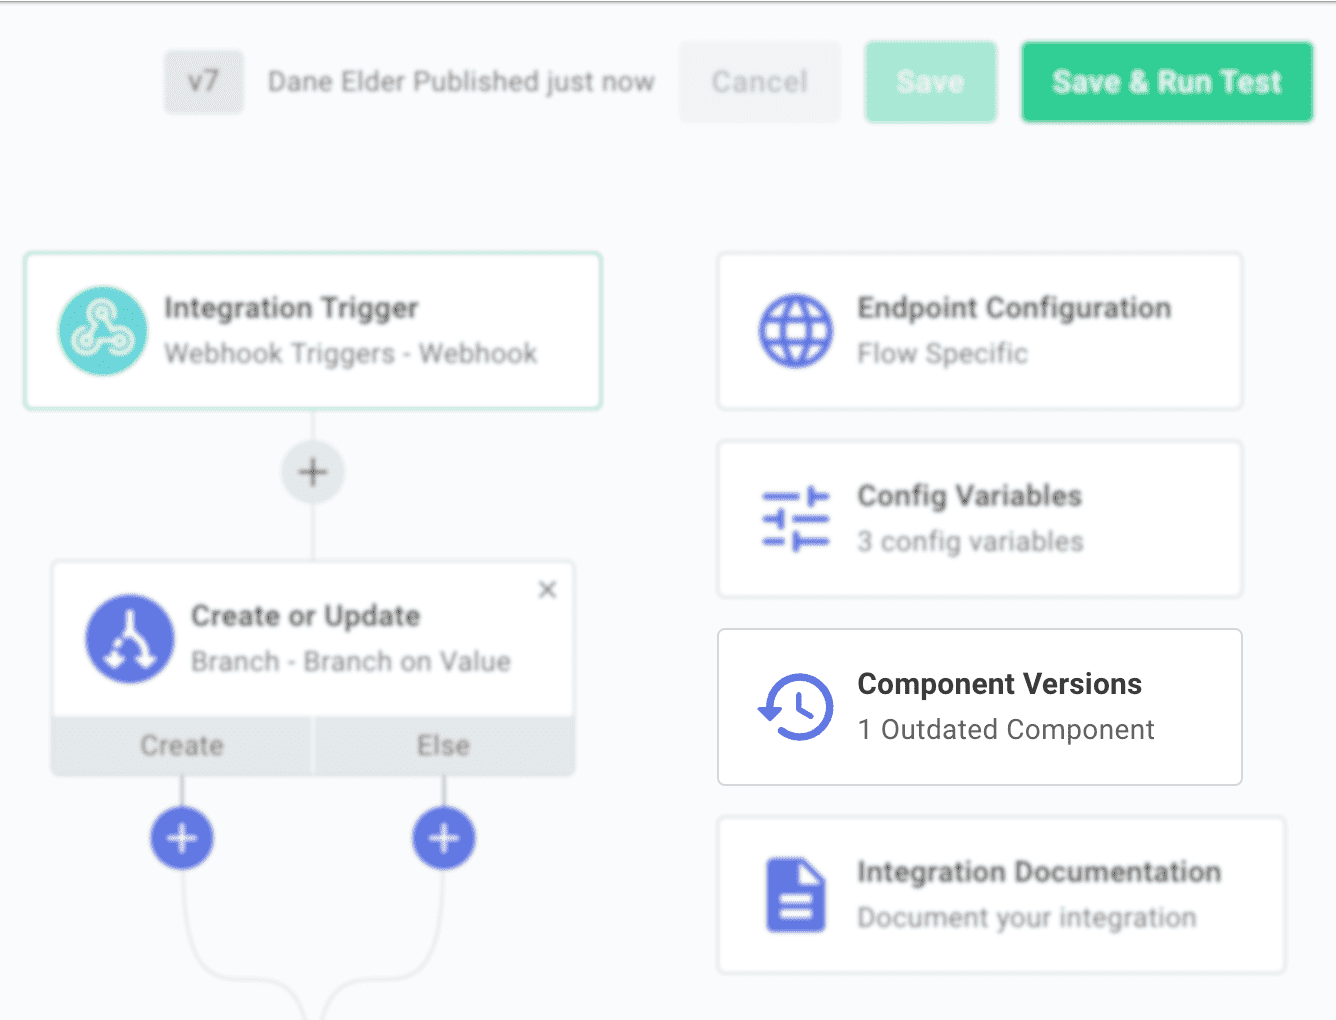 v7
Dane Elder Published just now
Cancel
Save
Save & Run Test
Integration Trigger
Webhook Triggers - Webhook
Create or Update
Branch - Branch on Value
Create
Else
Endpoint Configuration
Flow Specific
Config Variables
3 config variables
Component Versions
1 Outdated Component
Integration Documentation
Document your integration